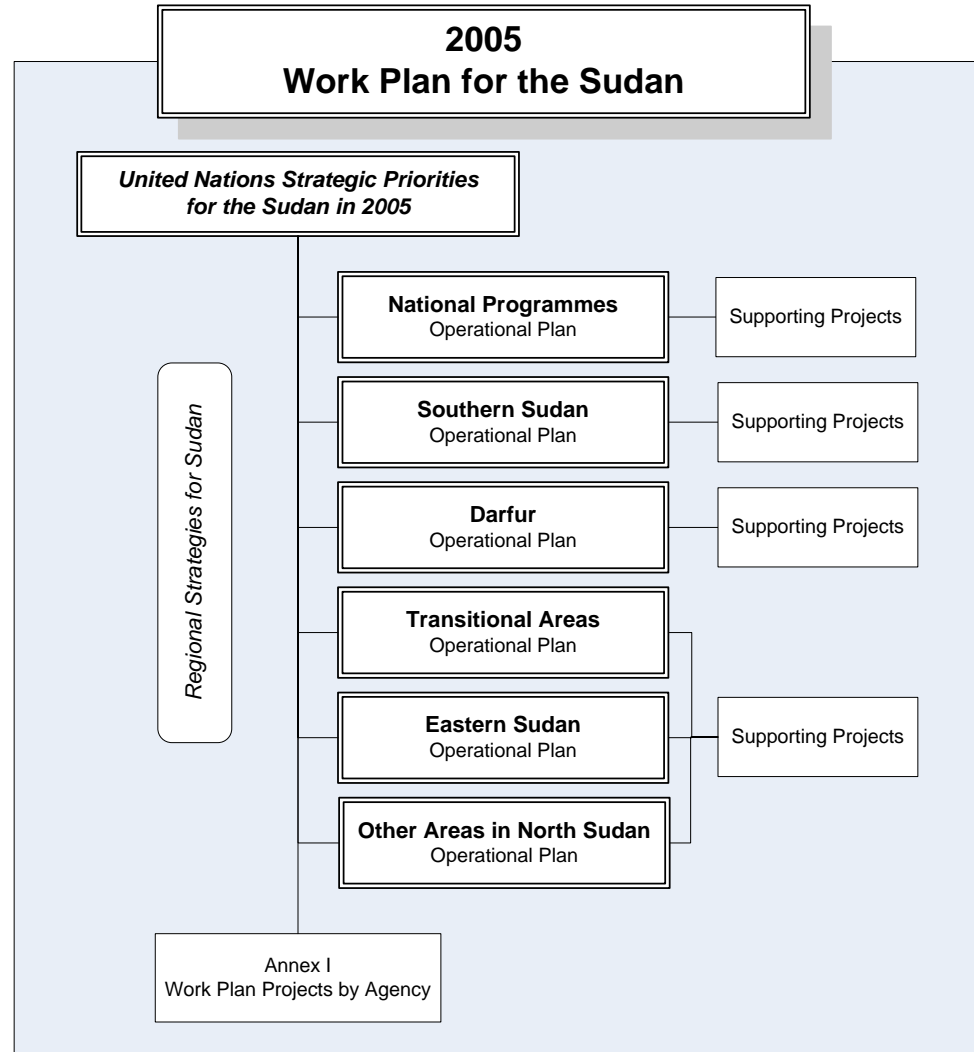 2005
Work Plan for the Sudan
United Nations Strategic Priorities
for the Sudan in 2005
National Programmes
Operational Plan
Supporting Projects
Southern Sudan
Operational Plan
Supporting Projects
Regional Strategies for Sudan
Darfur
Operational Plan
Supporting Projects
Transitional Areas
Operational Plan
Eastern Sudan
Operational Plan
Supporting Projects
Other Areas in North Sudan
Operational Plan
Annex I
Work Plan Projects by Agency